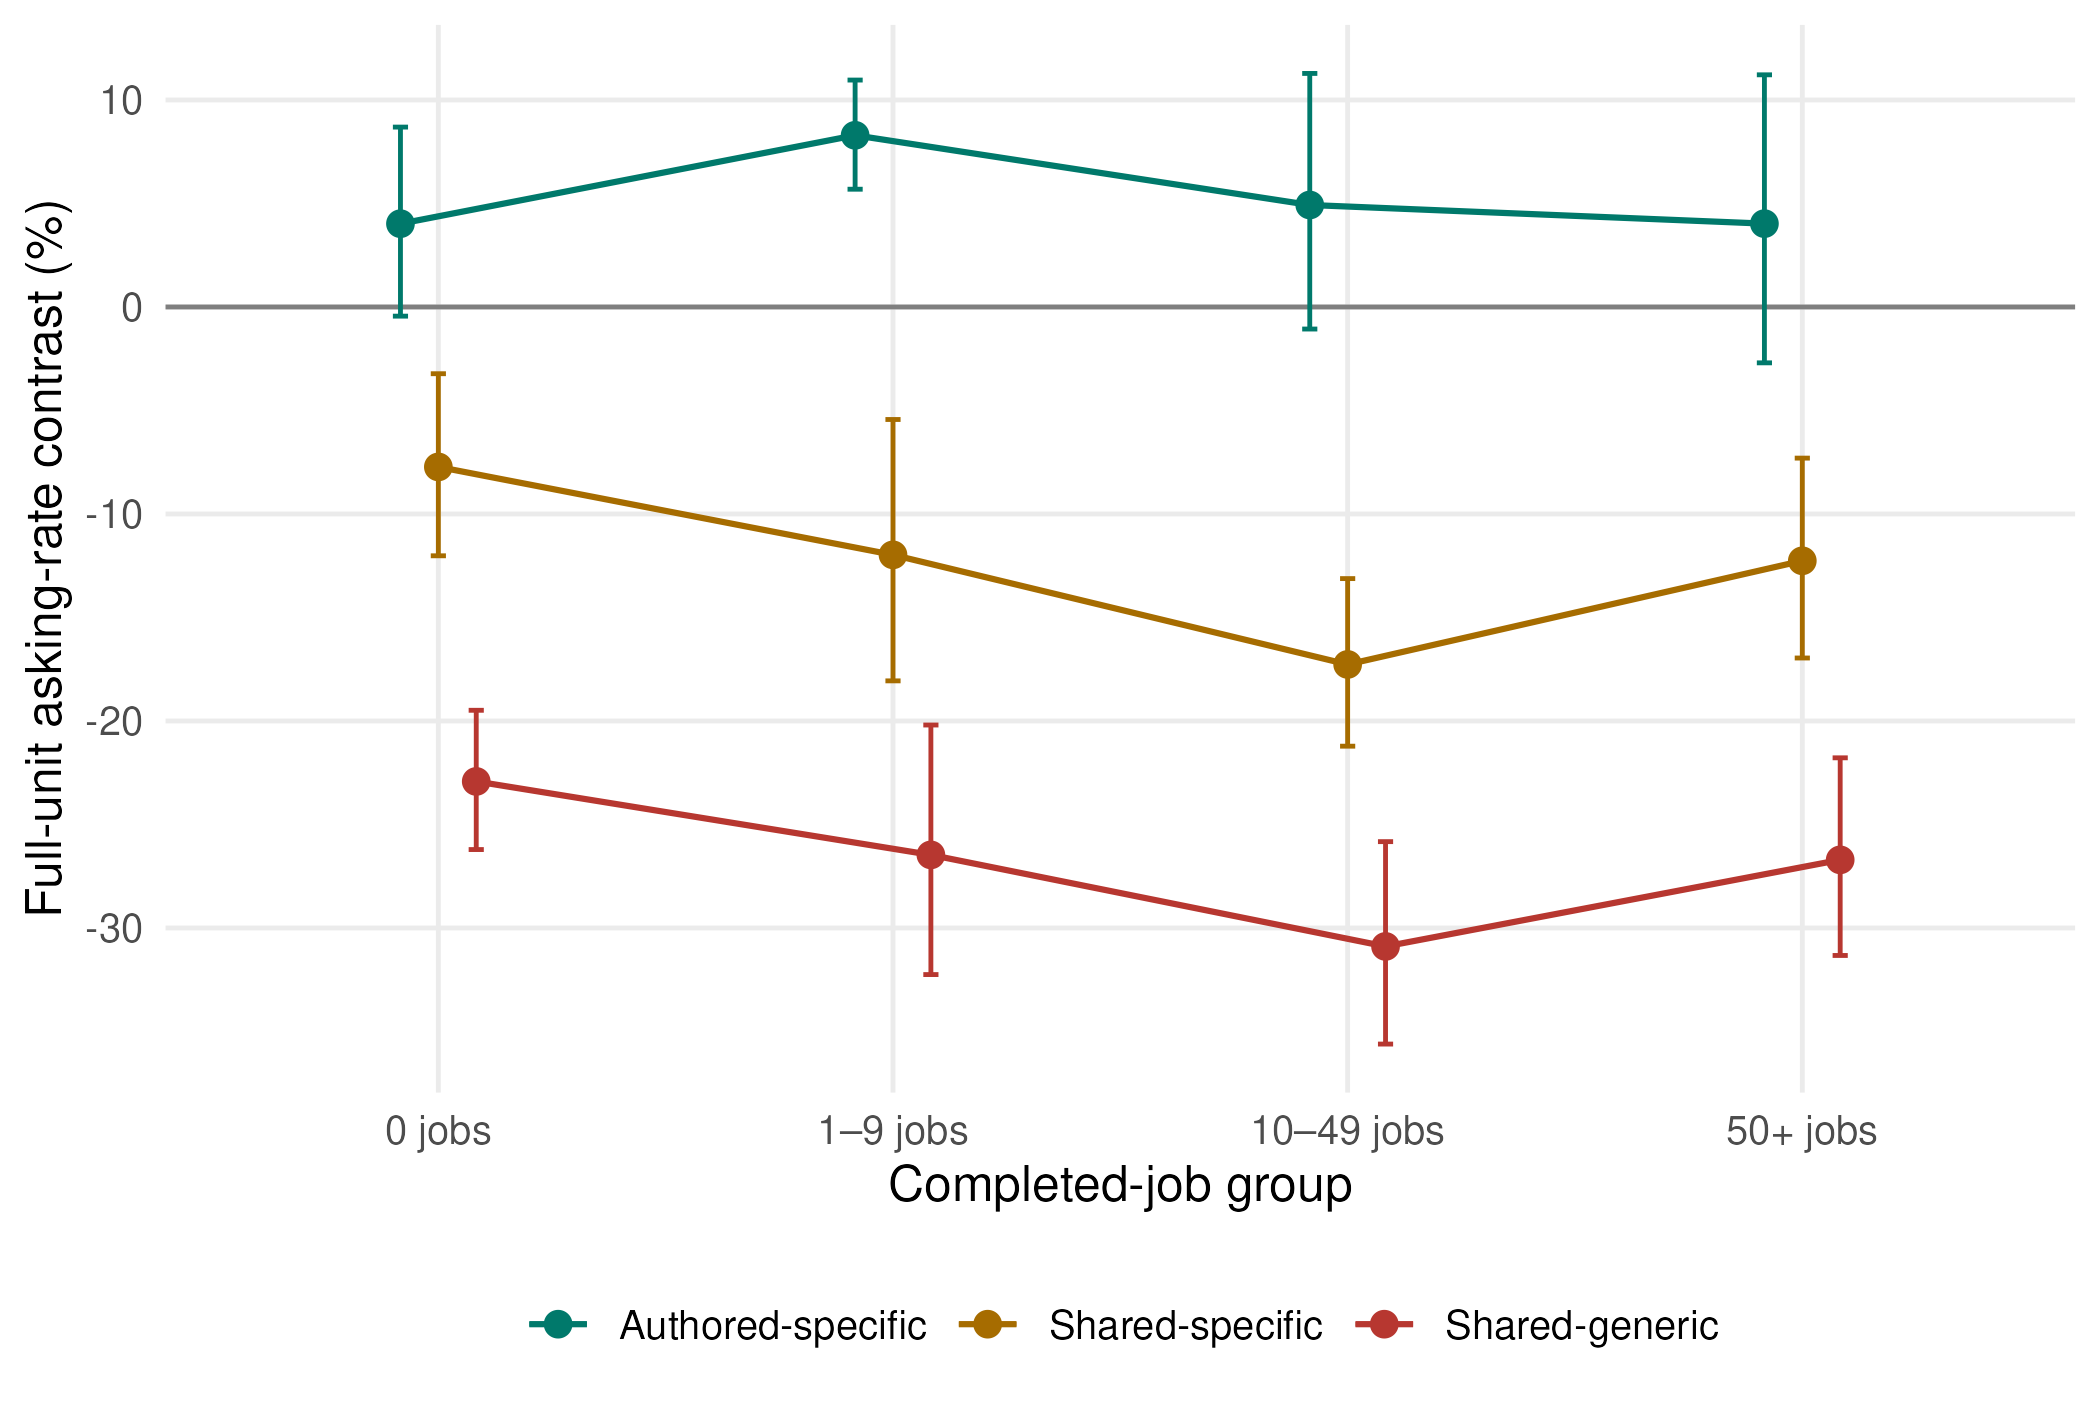 Full-unit asking-rate contrast (%)
10
0
-10
-20
-30
0 jobs
1–9 jobs
10–49 jobs
50+ jobs
Completed-job group
Authored-specific
Shared-specific
Shared-generic